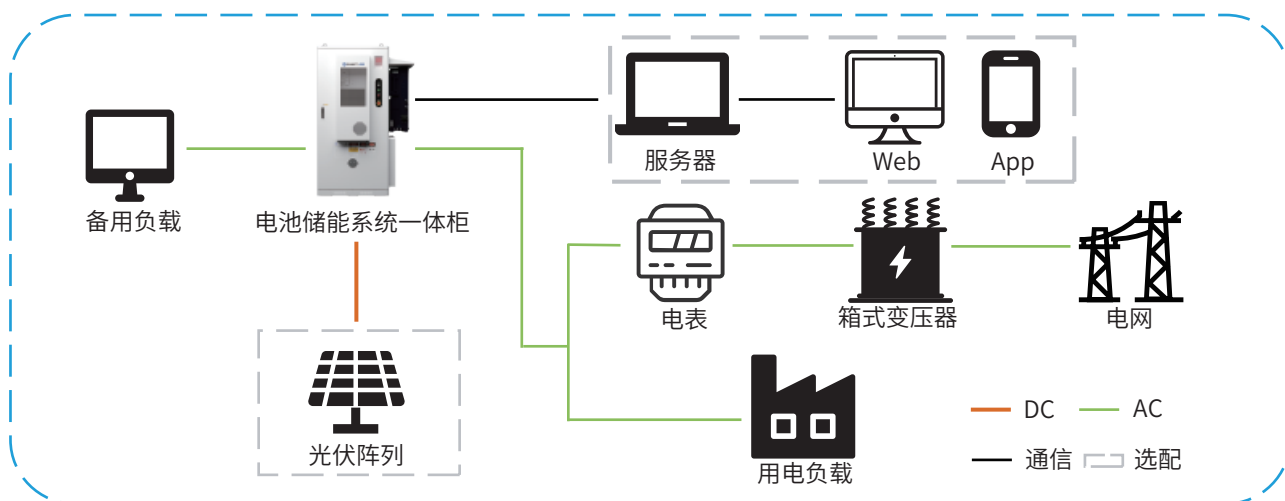 服务器
Web
App
备用负载
电池储能系统一体柜
电表
箱式变压器
电网
光伏阵列
用电负载
DC
AC
通信
选配